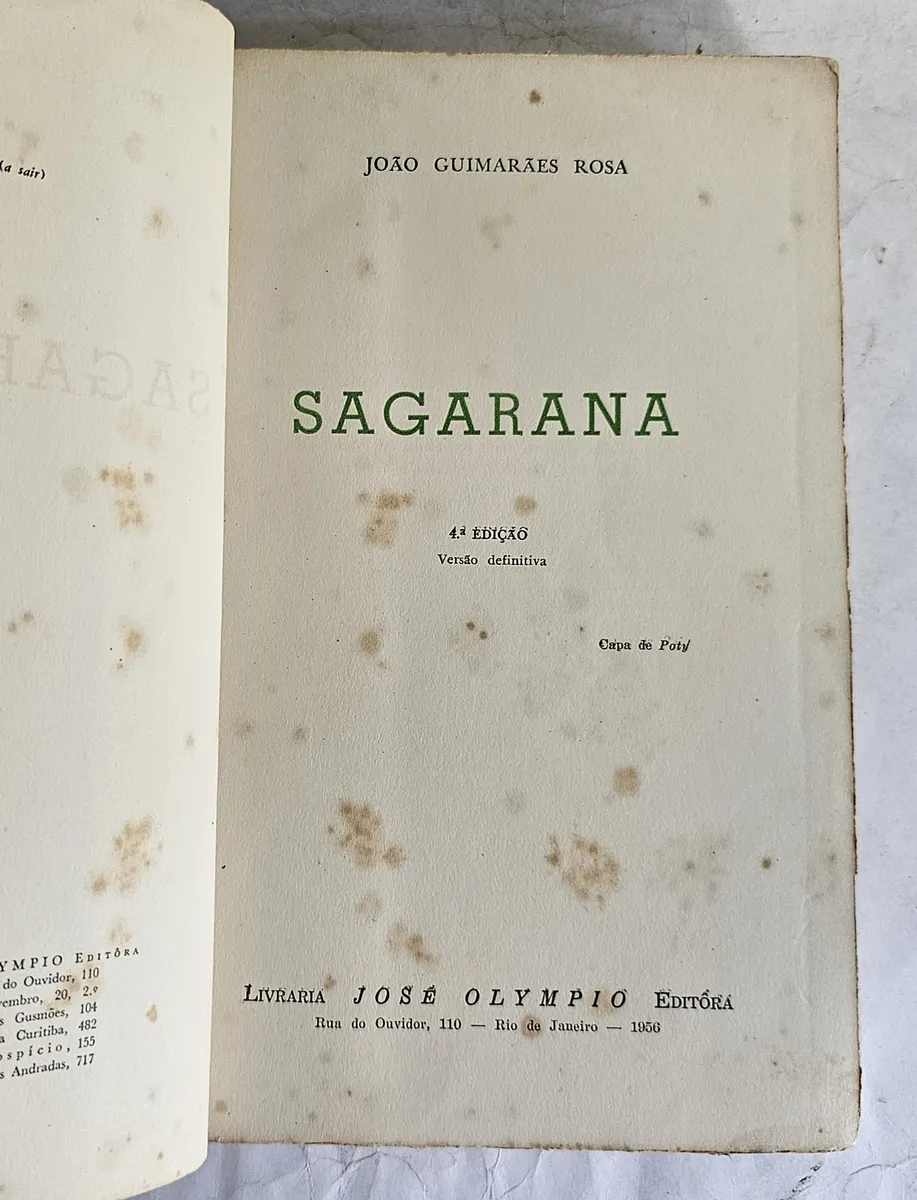 (a sair)
YMPIO EDITÔRA
do Ouvidor, 110
embro, 20, 2.º
s Gusmões, 104
a Curitiba, 482
ospício, 155
s Andradas, 717
JOÃO GUIMARÃES ROSA
SAGARANA
4.ª EDIÇÃO
Versão definitiva
Capa de Poty
LIVRARIA JOSÉ OLYMPIO EDITÔRA
Rua do Ouvidor, 110 — Rio de Janeiro — 1956